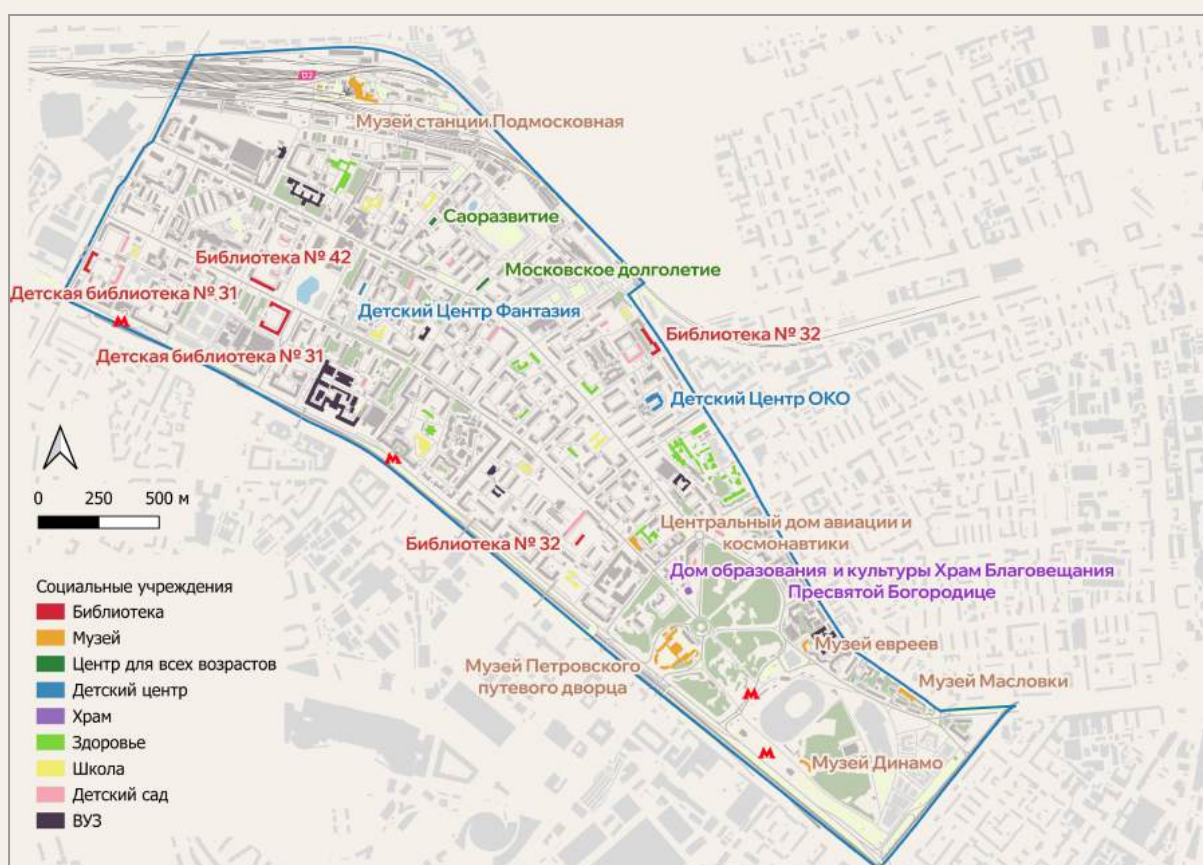 D2
Музей станции Подмосковная
Саоразвитие
Библиотека № 42
Московское долголетие
Детская библиотека № 31
Детский Центр Фантазия
M
Библиотека № 32
Детская библиотека № 31
Детский Центр ОКО
M
0 250 500 м
Центральный дом авиации и
космонавтики
Библиотека № 32
Дом образования и культуры Храм Благовещания
Пресвятой Богородице
Социальные учреждения
Библиотека
Музей
Центр для всех возрастов
Детский центр
Храм
Здоровье
Школа
Детский сад
ВУЗ
Музей евреев
Музей Петровского
путевого дворца
Музей Масловки
M
M
Музей Динамо